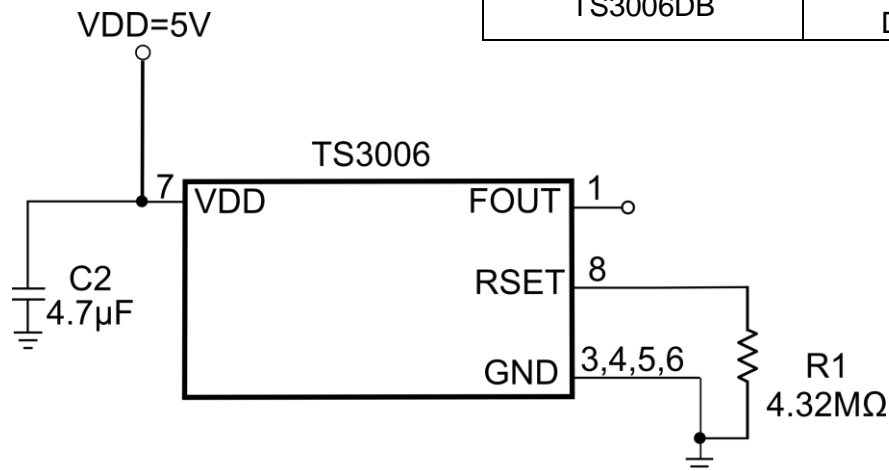 TS3006DB
D
VDD=5V
TS3006
7
VDD
FOUT
1
C2
4.7µF
RSET
8
GND
3,4,5,6
R1
4.32MΩ